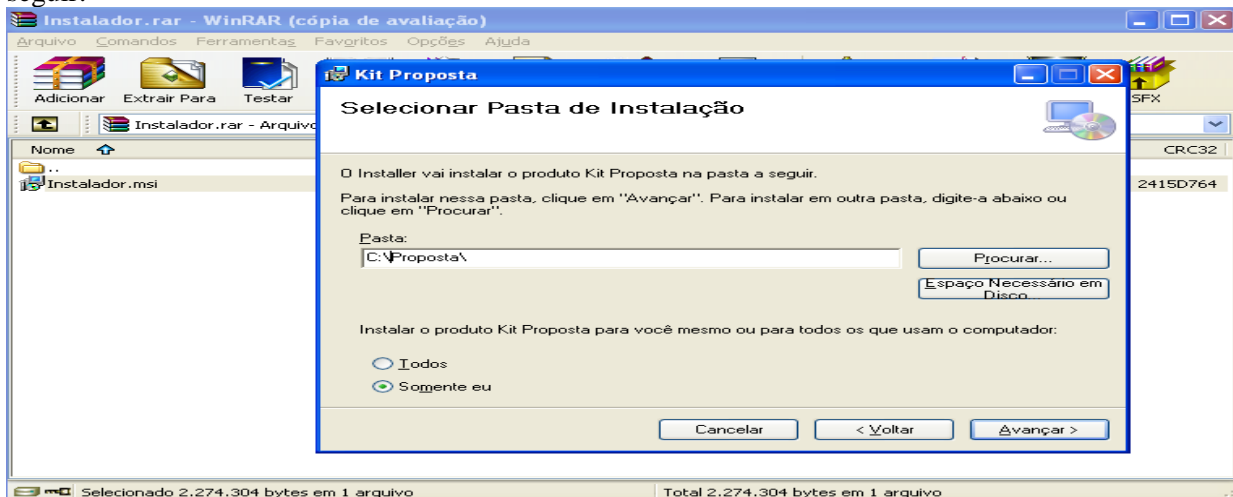 seguir:
Instalador.rar - WinRAR (cópia de avaliação)
Arquivo Comandos Ferramentas Favoritos Opções Ajuda
Adicionar Extrair Para Testar SFX
Instalador.rar - Arquivo
Nome CRC32
..
Instalador.msi 2415D764
Kit Proposta
Selecionar Pasta de Instalação
O Installer vai instalar o produto Kit Proposta na pasta a seguir.
Para instalar nessa pasta, clique em "Avançar". Para instalar em outra pasta, digite-a abaixo ou
clique em "Procurar".
Pasta:
C:\Proposta\
Procurar...
Espaço Necessário em
Disco...
Instalar o produto Kit Proposta para você mesmo ou para todos os que usam o computador:
Todos
Somente eu
Cancelar < Voltar Avançar >
Selecionado 2.274.304 bytes em 1 arquivo Total 2.274.304 bytes em 1 arquivo